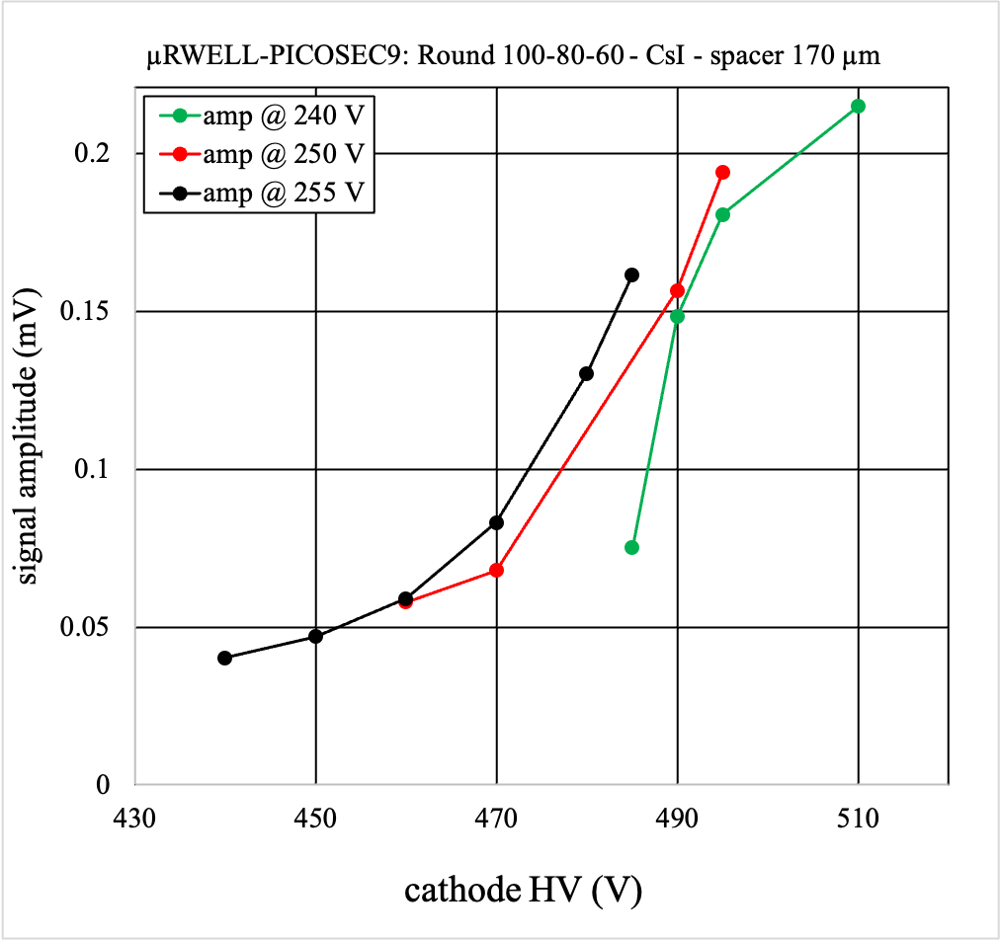 µRWELL-PICOSEC9: Round 100-80-60 - CsI - spacer 170 µm
amp @ 240 V
amp @ 250 V
amp @ 255 V
0.2
0.15
0.1
0.05
0
signal amplitude (mV)
430 450 470 490 510
cathode HV (V)